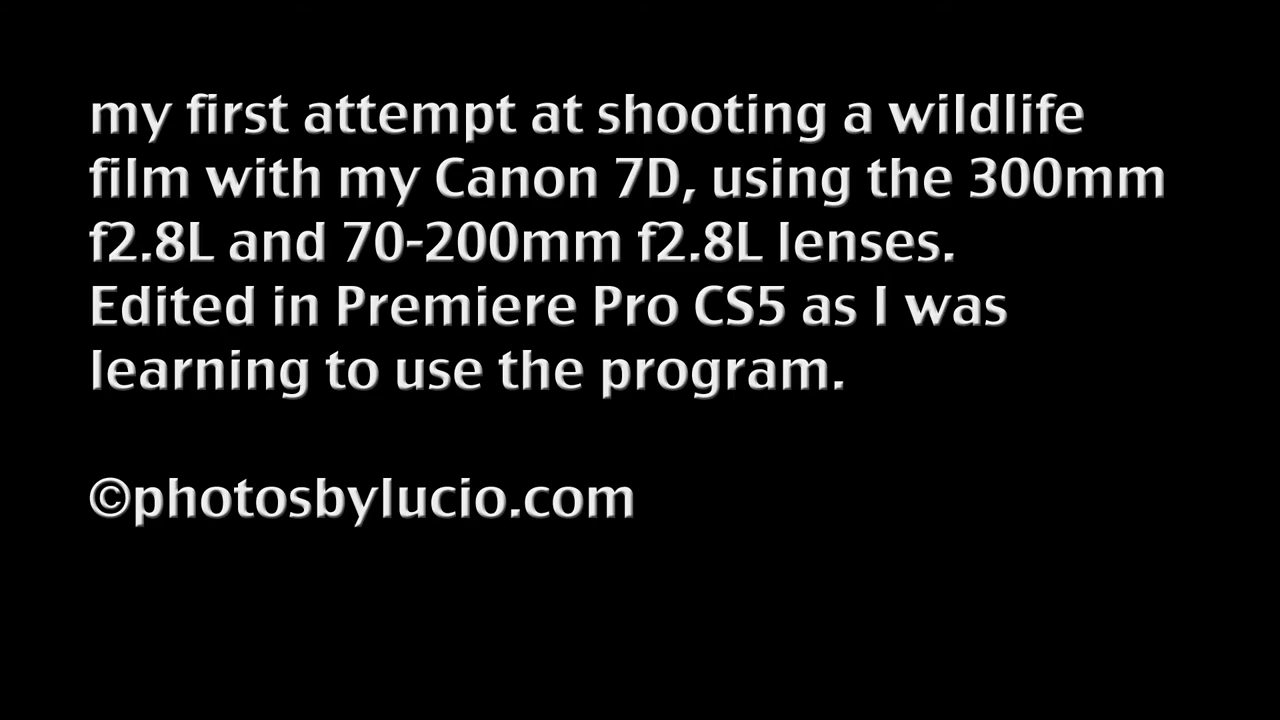 my first attempt at shooting a wildlife
film with my Canon 7D, using the 300mm
f2.8L and 70-200mm f2.8L lenses.
Edited in Premiere Pro CS5 as I was
learning to use the program.
©photosbylucio.com